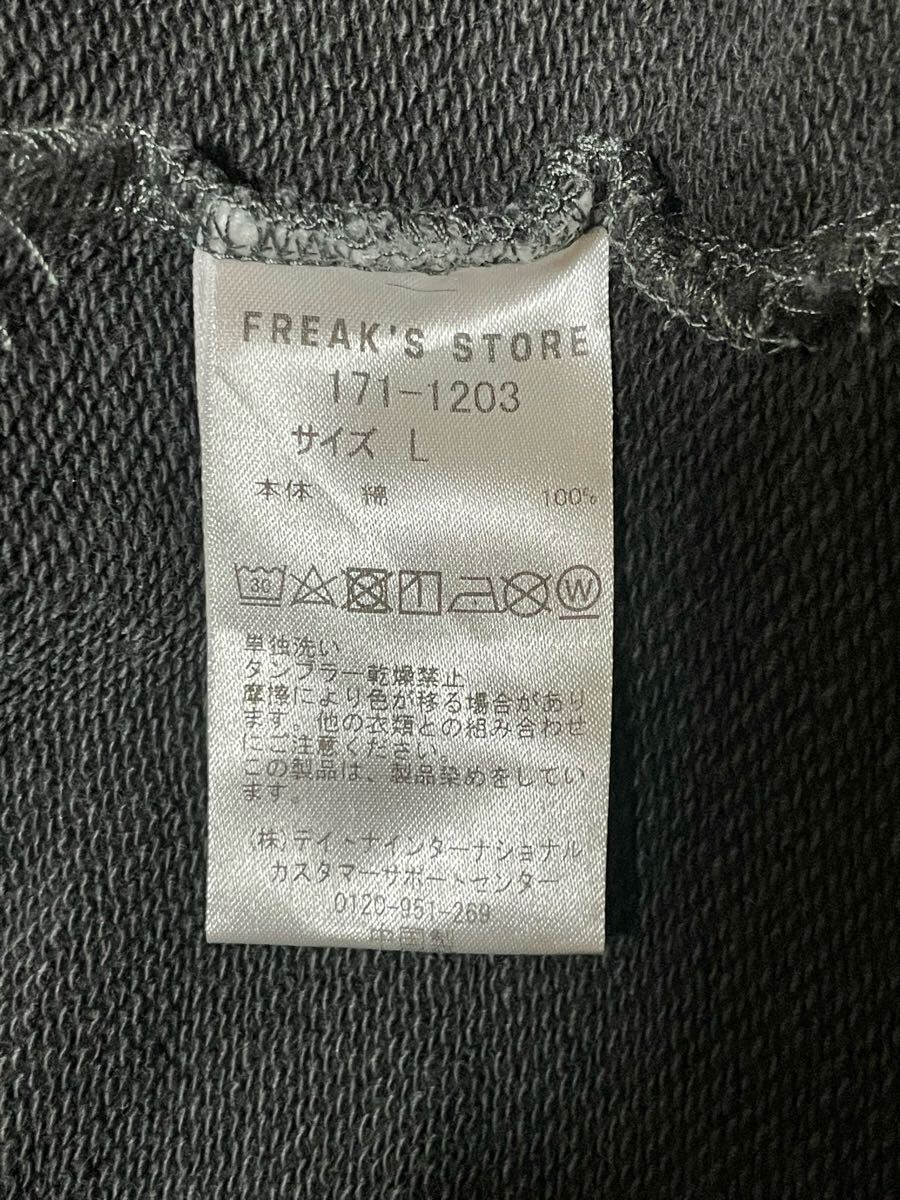 FREAK'S STORE
171-1203
サイズ L
本体 綿 100%
30
W
単独洗い
タンブラー乾燥禁止
摩擦により色が移る場合があり
ます。他の衣類との組み合わせ
にご注意ください。
この製品は、製品染めをしてい
ます。
(株)デイトナインターナショナル
カスタマーサポートセンター
0120-951-269
中国製